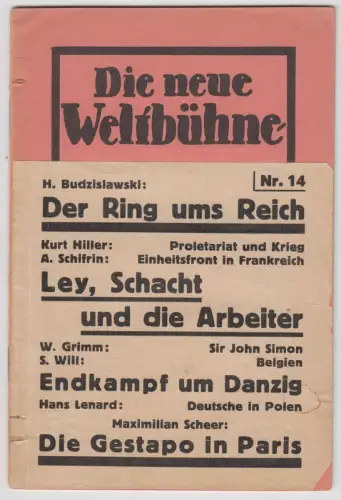 Die neue
Weltbühne
H. Budzislawski: Nr. 14
Der Ring ums Reich
Kurt Hiller: Proletariat und Krieg
A. Schifrin: Einheitsfront in Frankreich
Ley, Schacht
und die Arbeiter
W. Grimm: Sir John Simon
S. Will: Belgien
Endkampf um Danzig
Hans Lenard: Deutsche in Polen
Maximilian Scheer:
Die Gestapo in Paris